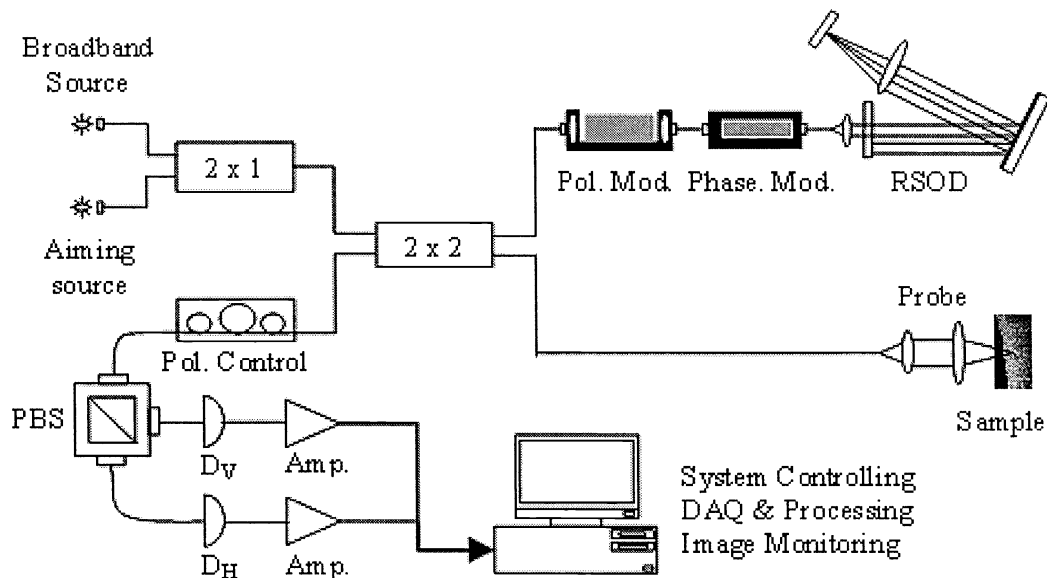 Broadband
Source
2 x 1
Aiming
source
2 x 2
Pol. Mod.
Phase. Mod.
RSOD
Pol. Control
Probe
Sample
PBS
DV
Amp.
DH
Amp.
System Controlling
DAQ & Processing
Image Monitoring